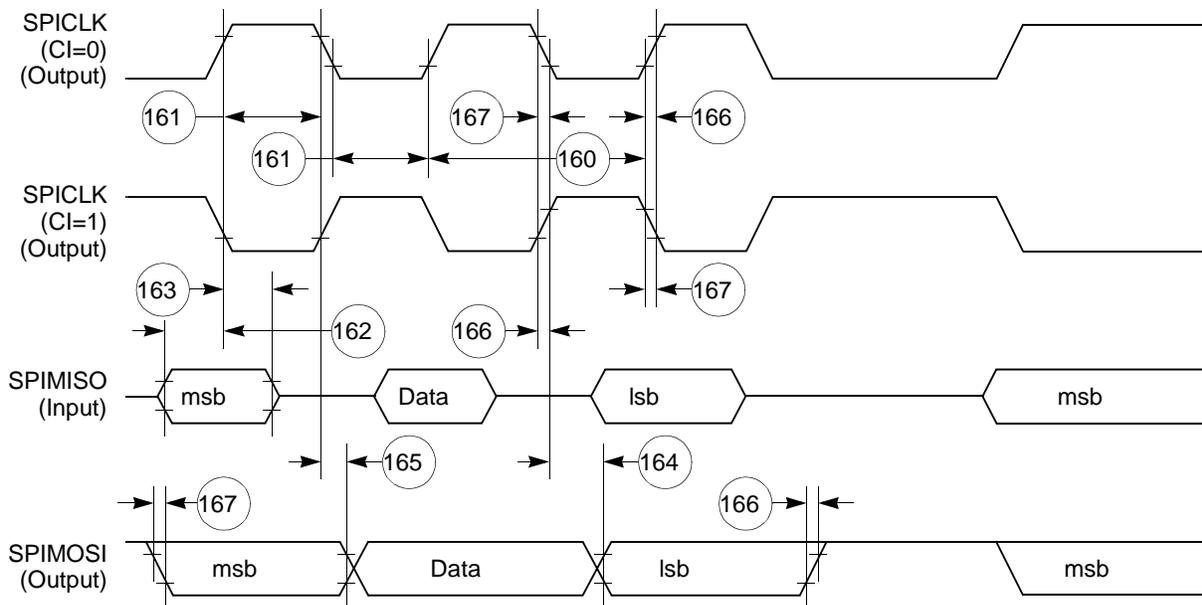 SPICLK
(CI=0)
(Output)
161
167
166
161
160
SPICLK
(CI=1)
(Output)
163
167
162
166
SPIMISO
(Input)
msb
Data
lsb
msb
165
164
167
166
SPIMOSI
(Output)
msb
Data
lsb
msb